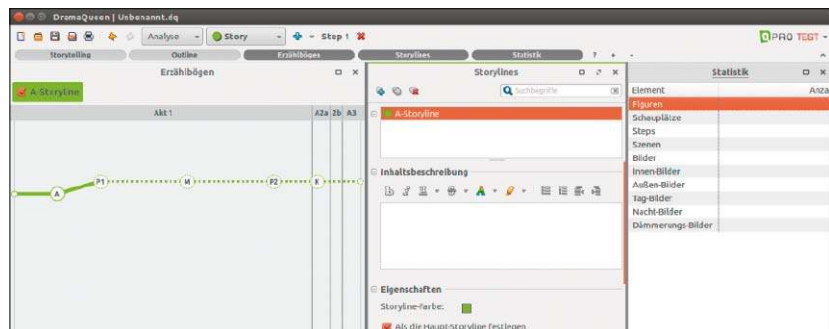 DramaQueen | Unbenannt.dq
Analyse
Story
Step 1
PRO TEST
Storytelling
Outline
Erzählbögen
Storylines
Statistik
?
Erzählbögen
A-Storyline
Akt 1
A2a
2b
A3
A
P1
M
P2
K
Storylines
Suchbegriffe
A-Storyline
Inhaltsbeschreibung
Eigenschaften
Storyline-Farbe:
Als die Haupt-Storyline festlegen
Statistik
Element
Anza
Figuren
Schauplätze
Steps
Szenen
Bilder
Innen-Bilder
Außen-Bilder
Tag-Bilder
Nacht-Bilder
Dämmerungs-Bilder